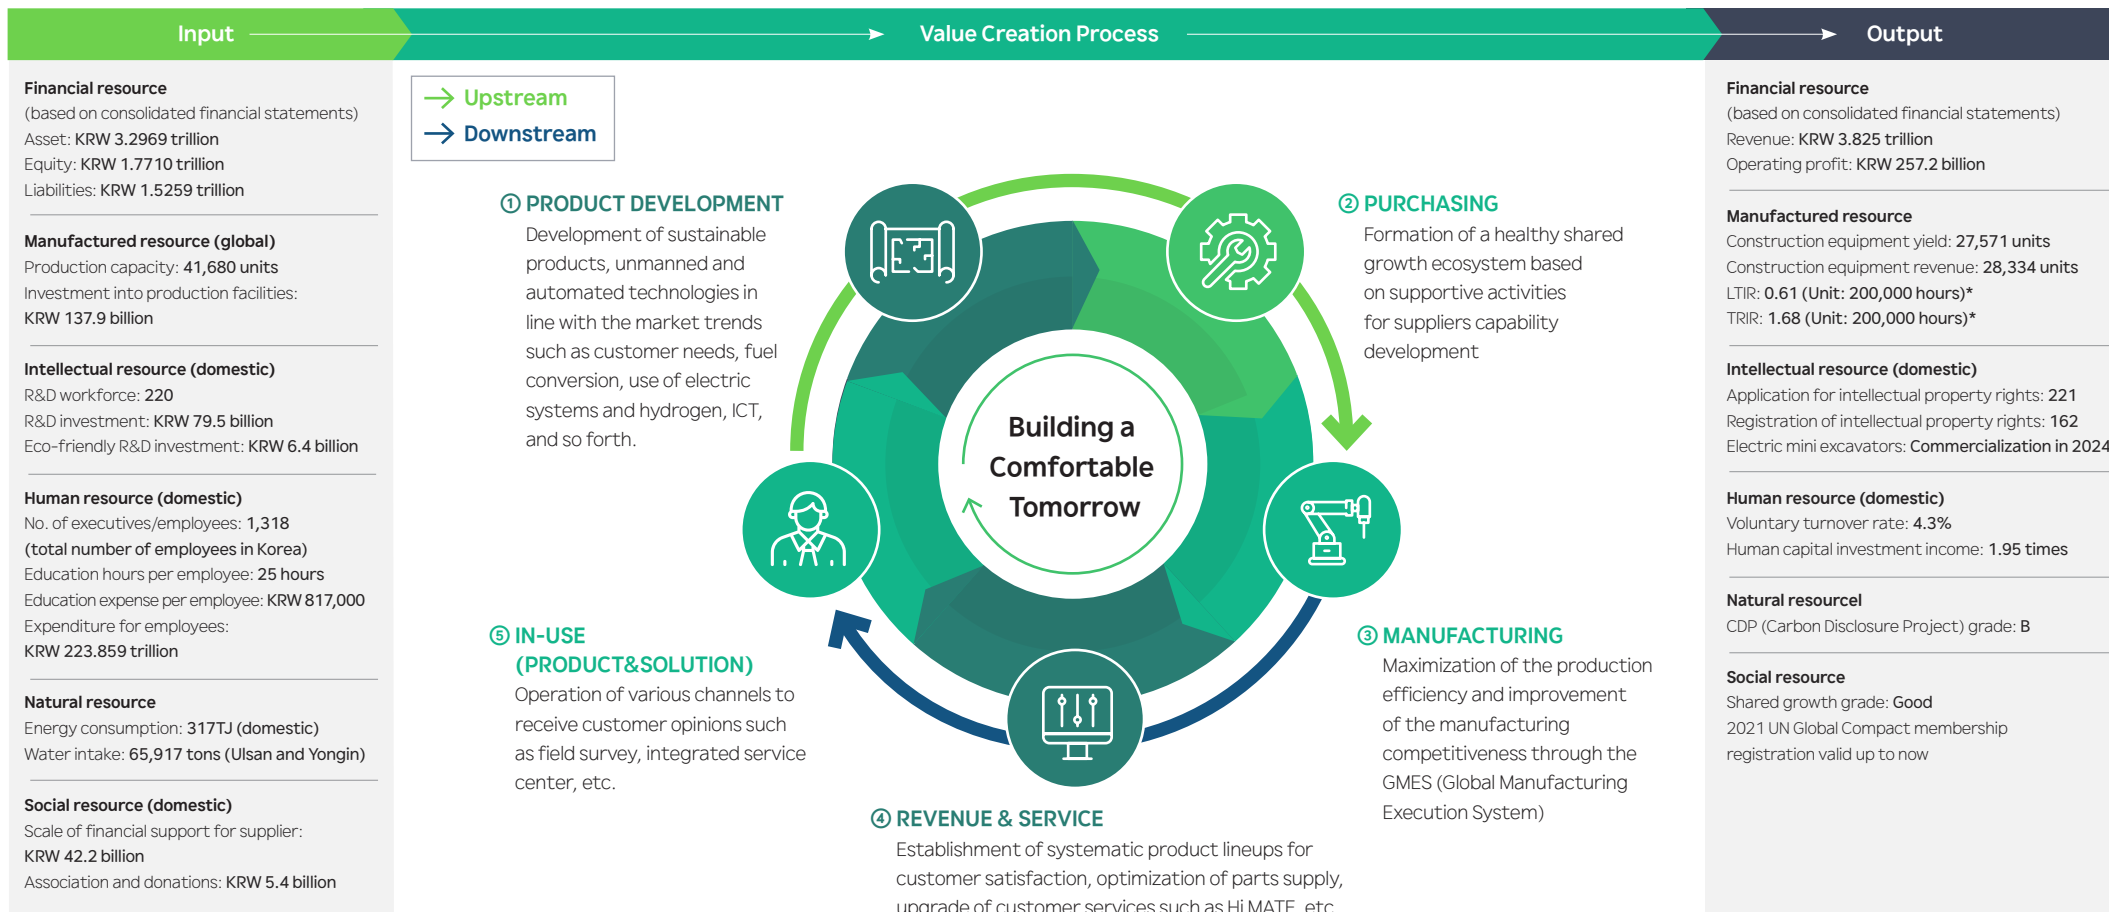 Input
Value Creation Process
Output
Financial resource
(based on consolidated financial statements)
Asset: KRW 3.2969 trillion
Equity: KRW 1.7710 trillion
Liabilities: KRW 1.5259 trillion
Manufactured resource (global)
Production capacity: 41,680 units
Investment into production facilities:
KRW 137.9 billion
Intellectual resource (domestic)
R&D workforce: 220
R&D investment: KRW 79.5 billion
Eco-friendly R&D investment: KRW 6.4 billion
Human resource (domestic)
No. of executives/employees: 1,318
(total number of employees in Korea)
Education hours per employee: 25 hours
Education expense per employee: KRW 817,000
Expenditure for employees:
KRW 223.859 trillion
Natural resource
Energy consumption: 317TJ (domestic)
Water intake: 65,917 tons (Ulsan and Yongin)
Social resource (domestic)
Scale of financial support for supplier:
KRW 42.2 billion
Association and donations: KRW 5.4 billion
Upstream
Downstream
① PRODUCT DEVELOPMENT
Development of sustainable
products, unmanned and
automated technologies in
line with the market trends
such as customer needs, fuel
conversion, use of electric
systems and hydrogen, ICT,
and so forth.
② PURCHASING
Formation of a healthy shared
growth ecosystem based
on supportive activities
for suppliers capability
development
Building a
Comfortable
Tomorrow
③ MANUFACTURING
Maximization of the production
efficiency and improvement
of the manufacturing
competitiveness through the
GMES (Global Manufacturing
Execution System)
④ REVENUE & SERVICE
Establishment of systematic product lineups for
customer satisfaction, optimization of parts supply,
upgrade of customer services such as Hi MATE, etc
⑤ IN-USE
(PRODUCT&SOLUTION)
Operation of various channels to
receive customer opinions such
as field survey, integrated service
center, etc.
Financial resource
(based on consolidated financial statements)
Revenue: KRW 3.825 trillion
Operating profit: KRW 257.2 billion
Manufactured resource
Construction equipment yield: 27,571 units
Construction equipment revenue: 28,334 units
LTIR: 0.61 (Unit: 200,000 hours)*
TRIR: 1.68 (Unit: 200,000 hours)*
Intellectual resource (domestic)
Application for intellectual property rights: 221
Registration of intellectual property rights: 162
Electric mini excavators: Commercialization in 2024
Human resource (domestic)
Voluntary turnover rate: 4.3%
Human capital investment income: 1.95 times
Natural resourcel
CDP (Carbon Disclosure Project) grade: B
Social resource
Shared growth grade: Good
2021 UN Global Compact membership
registration valid up to now